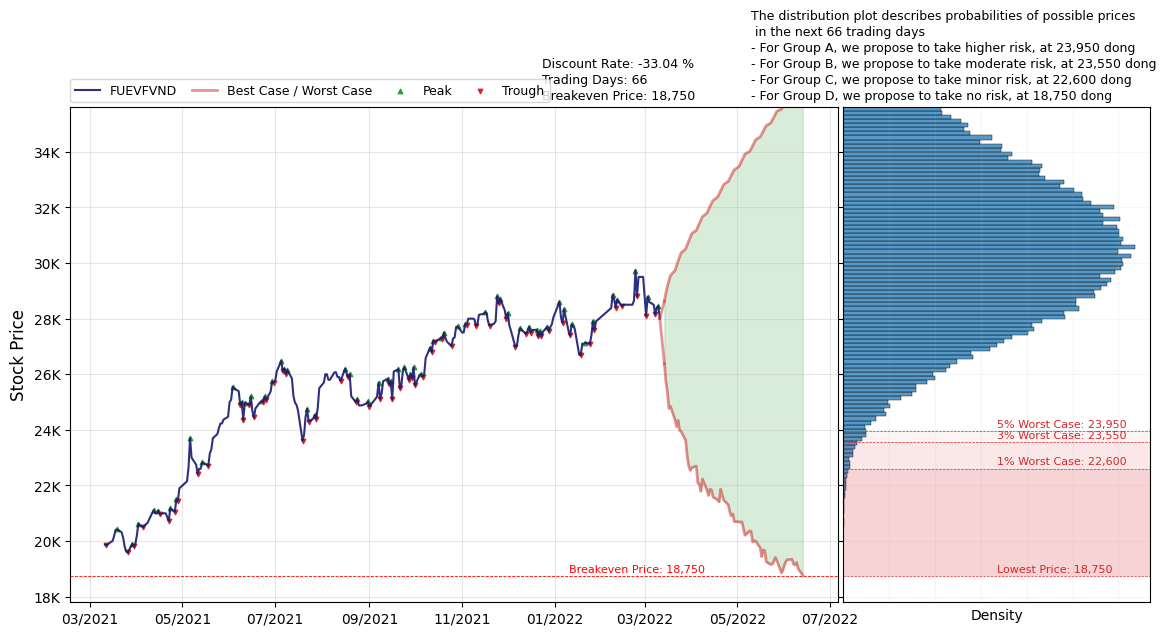 The distribution plot describes probabilities of possible prices
in the next 66 trading days
- For Group A, we propose to take higher risk, at 23,950 dong
- For Group B, we propose to take moderate risk, at 23,550 dong
- For Group C, we propose to take minor risk, at 22,600 dong
- For Group D, we propose to take no risk, at 18,750 dong
Discount Rate: -33.04 %
Trading Days: 66
Breakeven Price: 18,750
FUEVFVND
Best Case / Worst Case
Peak
Trough
Stock Price
34K
32K
30K
28K
26K
24K
22K
20K
18K
Breakeven Price: 18,750
03/2021
05/2021
07/2021
09/2021
11/2021
01/2022
03/2022
05/2022
07/2022
5% Worst Case: 23,950
3% Worst Case: 23,550
1% Worst Case: 22,600
Lowest Price: 18,750
Density